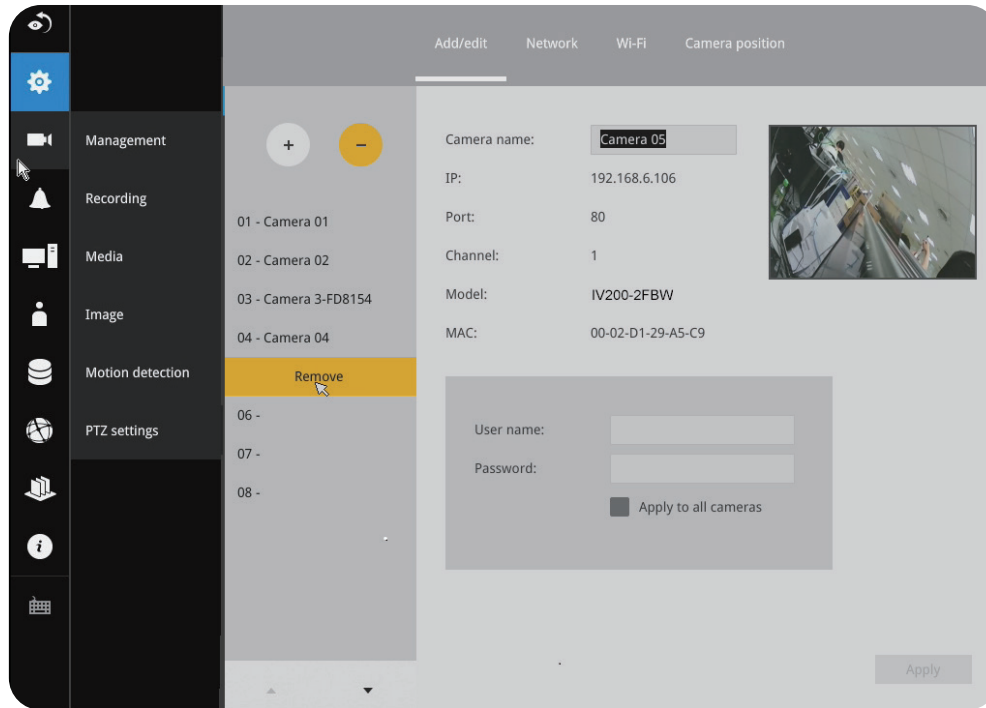 Add/edit Network Wi-Fi Camera position
Management
Recording
Media
Image
Motion detection
PTZ settings
+ -
01 - Camera 01
02 - Camera 02
03 - Camera 3-FD8154
04 - Camera 04
Remove
06 -
07 -
08 -
Camera name: Camera 05
IP: 192.168.6.106
Port: 80
Channel: 1
Model: IV200-2FBW
MAC: 00-02-D1-29-A5-C9
User name:
Password:
Apply to all cameras
Apply